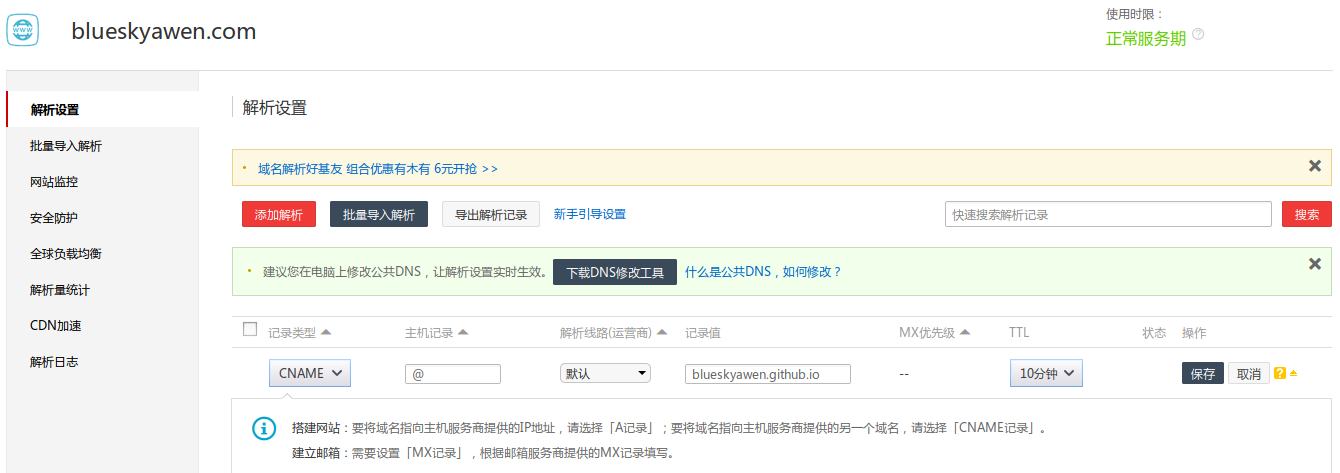 www
blueskyawen.com
使用时限：
正常服务期 ?
解析设置
批量导入解析
网站监控
安全防护
全球负载均衡
解析量统计
CDN加速
解析日志
解析设置
域名解析好基友 组合优惠有木有 6元开抢 >>
添加解析 批量导入解析 导出解析记录 新手引导设置 快速搜索解析记录 搜索
建议您在电脑上修改公共DNS，让解析设置实时生效。 下载DNS修改工具 什么是公共DNS，如何修改？
记录类型 主机记录 解析线路(运营商) 记录值 MX优先级 TTL 状态 操作
CNAME @ 默认 blueskyawen.github.io -- 10分钟 保存 取消 ?
搭建网站：要将域名指向主机服务商提供的IP地址，请选择「A记录」；要将域名指向主机服务商提供的另一个域名，请选择「CNAME记录」。
建立邮箱：需要设置「MX记录」，根据邮箱服务商提供的MX记录填写。